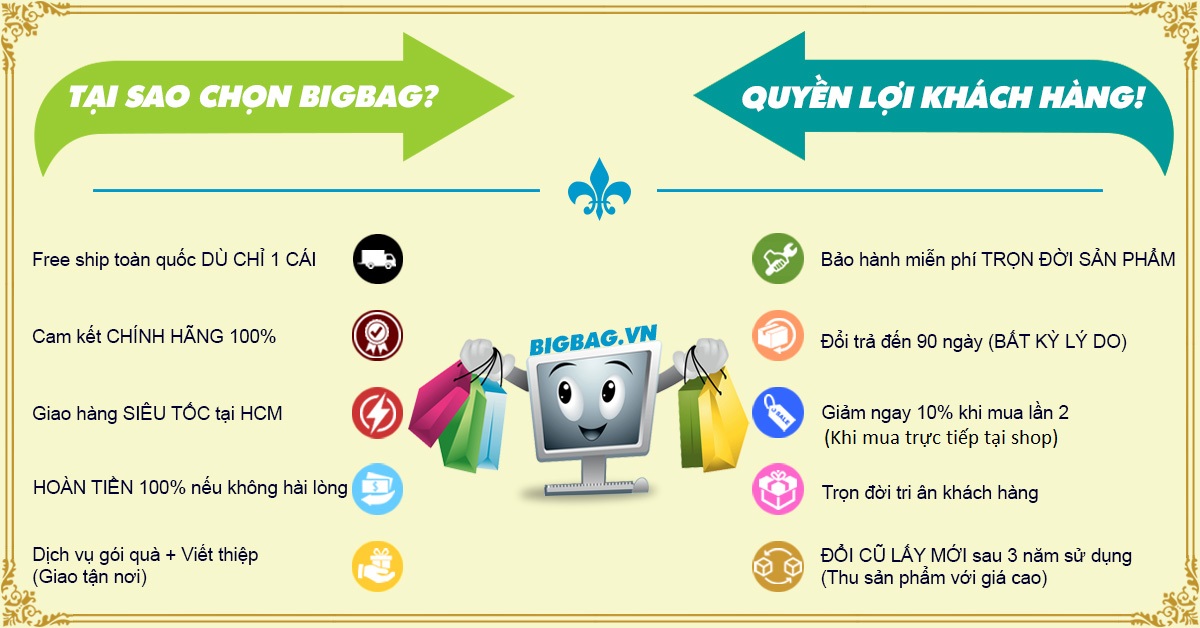 TẠI SAO CHỌN BIGBAG?
Free ship toàn quốc DÙ CHỈ 1 CÁI
Cam kết CHÍNH HÃNG 100%
Giao hàng SIÊU TỐC tại HCM
HOÀN TIỀN 100% nếu không hài lòng
Dịch vụ gói quà + Viết thiệp
(Giao tận nơi)
BIGBAG.VN
QUYỀN LỢI KHÁCH HÀNG!
Bảo hành miễn phí TRỌN ĐỜI SẢN PHẨM
Đổi trả đến 90 ngày (BẤT KỲ LÝ DO)
SALE
Giảm ngay 10% khi mua lần 2
(Khi mua trực tiếp tại shop)
Trọn đời tri ân khách hàng
ĐỔI CŨ LẤY MỚI sau 3 năm sử dụng
(Thu sản phẩm với giá cao)